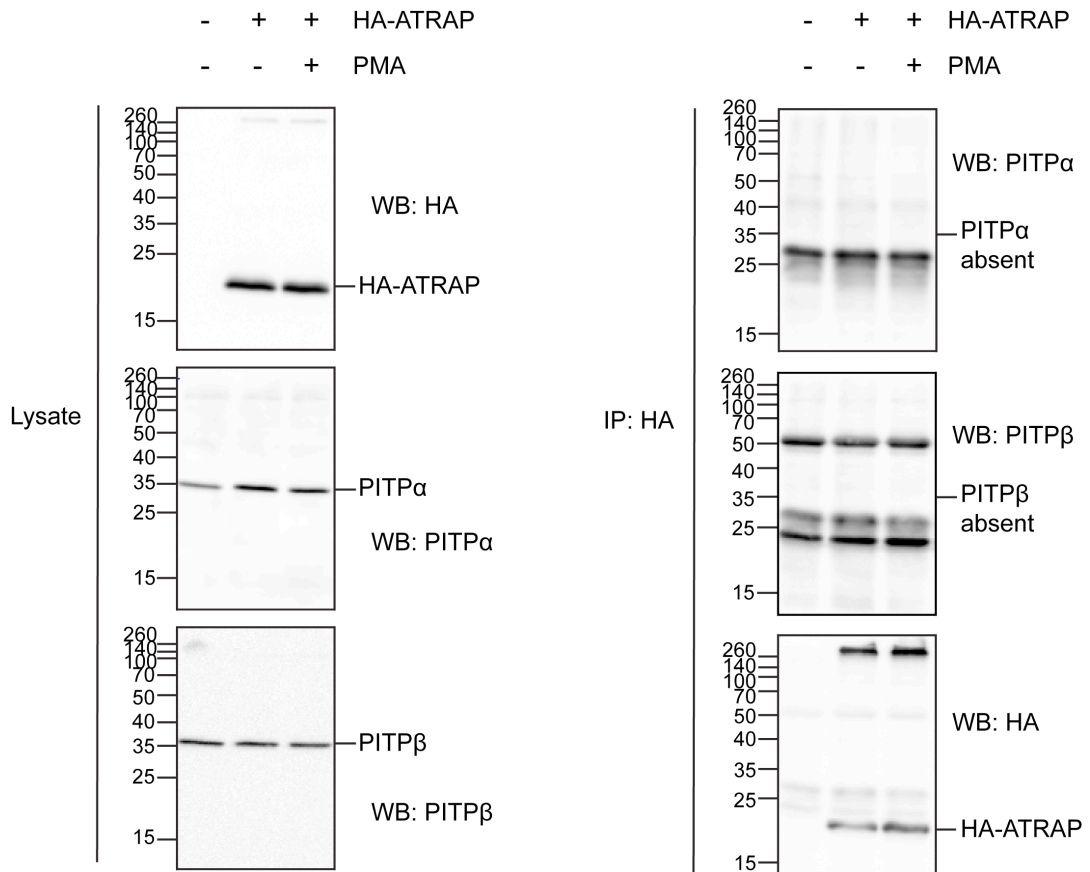 - + + HA-ATRAP
- - + PMA
Lysate
260
140
100
70
50
40
35
25
15
WB: HA
HA-ATRAP
260
140
100
70
50
40
35
25
15
PITPα
WB: PITPα
260
140
100
70
50
40
35
25
15
PITPβ
WB: PITPβ
- + + HA-ATRAP
- - + PMA
IP: HA
260
140
100
70
50
40
35
25
15
WB: PITPα
PITPα
absent
260
140
100
70
50
40
35
25
15
WB: PITPβ
PITPβ
absent
260
140
100
70
50
40
35
25
15
WB: HA
HA-ATRAP